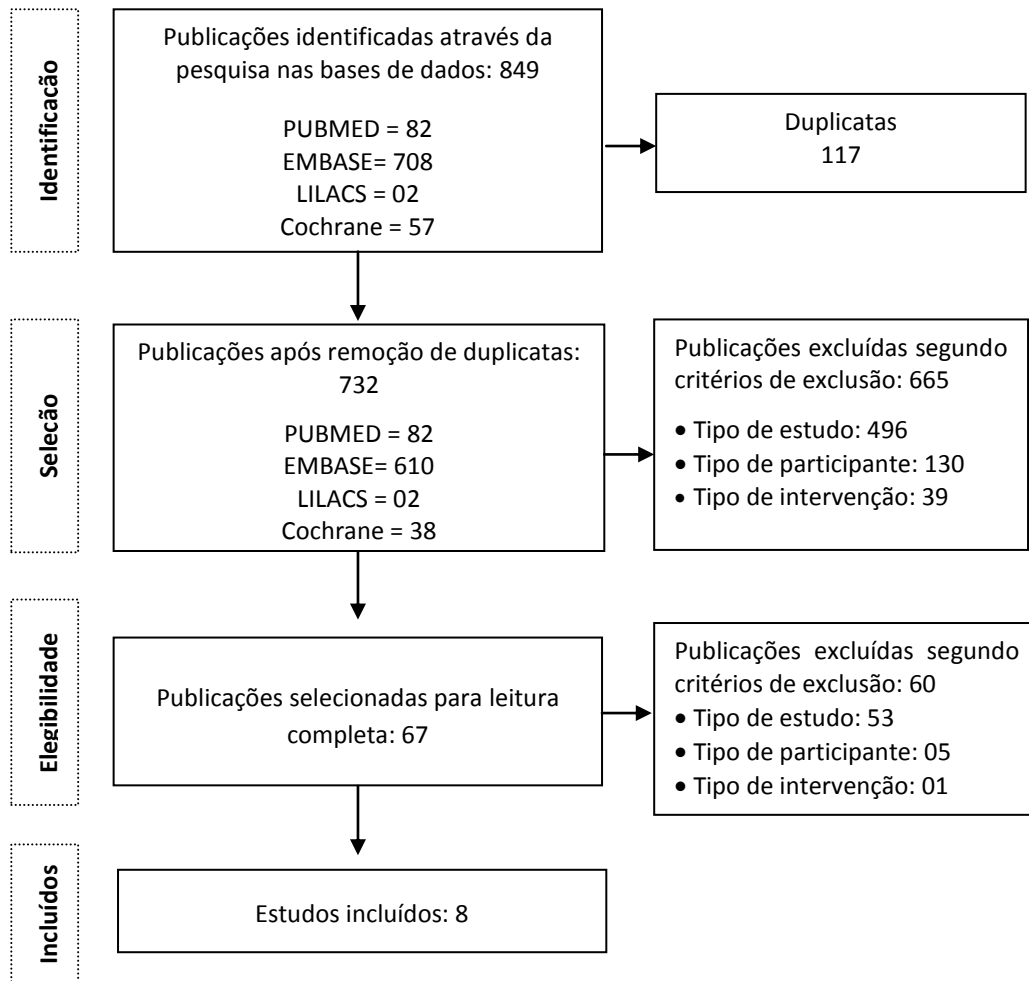 Identificação
Publicações identificadas através da
pesquisa nas bases de dados: 849
PUBMED = 82
EMBASE= 708
LILACS = 02
Cochrane = 57
Duplicatas
117
Seleção
Publicações após remoção de duplicatas:
732
PUBMED = 82
EMBASE= 610
LILACS = 02
Cochrane = 38
Publicações excluídas segundo
critérios de exclusão: 665
• Tipo de estudo: 496
• Tipo de participante: 130
• Tipo de intervenção: 39
Elegibilidade
Publicações selecionadas para leitura
completa: 67
Publicações excluídas segundo
critérios de exclusão: 60
• Tipo de estudo: 53
• Tipo de participante: 05
• Tipo de intervenção: 01
Incluídos
Estudos incluídos: 8